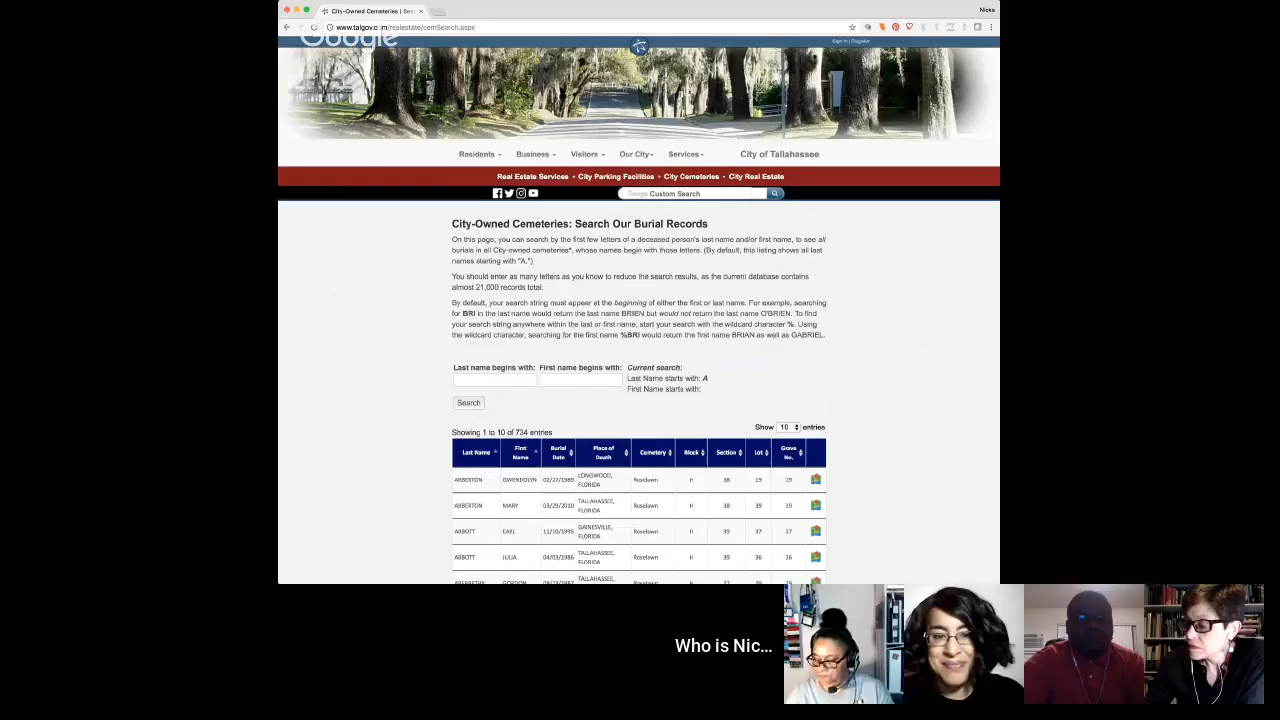 City-Owned Cemeteries | Sear
Nicka
www.talgov.com/realestate/cemSearch.aspx
Google
Sign In | Register
Residents Business Visitors Our City Services City of Tallahassee
Real Estate Services • City Parking Facilities • City Cemeteries • City Real Estate
Google Custom Search
City-Owned Cemeteries: Search Our Burial Records
On this page, you can search by the first few letters of a deceased person's last name and/or first name, to see all
burials in all City-owned cemeteries*, whose names begin with those letters. (By default, this listing shows all last
names starting with "A.")
You should enter as many letters as you know to reduce the search results, as the current database contains
almost 21,000 records total.
By default, your search string must appear at the beginning of either the first or last name. For example, searching
for BRI in the last name would return the last name BRIEN but would not return the last name O'BRIEN. To find
your search string anywhere within the last or first name, start your search with the wildcard character %. Using
the wildcard character, searching for the first name %BRI would return the first name BRIAN as well as GABRIEL.
Last name begins with: First name begins with: Current search:
Last Name starts with: A
First Name starts with:
Search
Show 10 entries
Showing 1 to 10 of 734 entries
Last Name First Name Burial Date Place of Death Cemetery Block Section Lot Grave No.
ABBERTON GWENDOLYN 02/27/1989 LONGWOOD, FLORIDA Roselawn H 38 19 19
ABBERTON MARY 03/29/2010 TALLAHASSEE, FLORIDA Roselawn H 38 39 39
ABBOTT EARL 11/10/1995 GAINESVILLE, FLORIDA Roselawn H 39 37 37
ABBOTT JULIA 04/03/1986 TALLAHASSEE, FLORIDA Roselawn H 39 36 36
TALLAHASSEE,
Who is Nic...